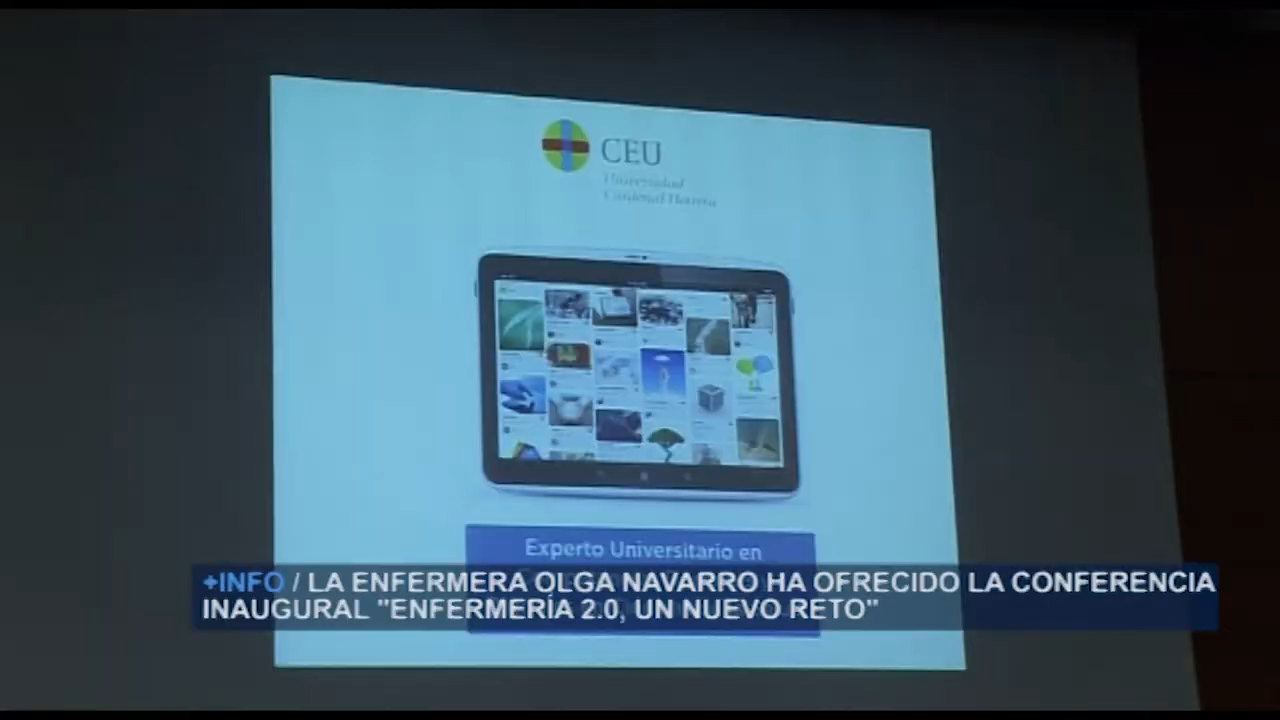 CEU
Universidad
Cardenal Herrera
Experto Universitario en
+INFO / LA ENFERMERA OLGA NAVARRO HA OFRECIDO LA CONFERENCIA
INAUGURAL "ENFERMERÍA 2.0, UN NUEVO RETO"